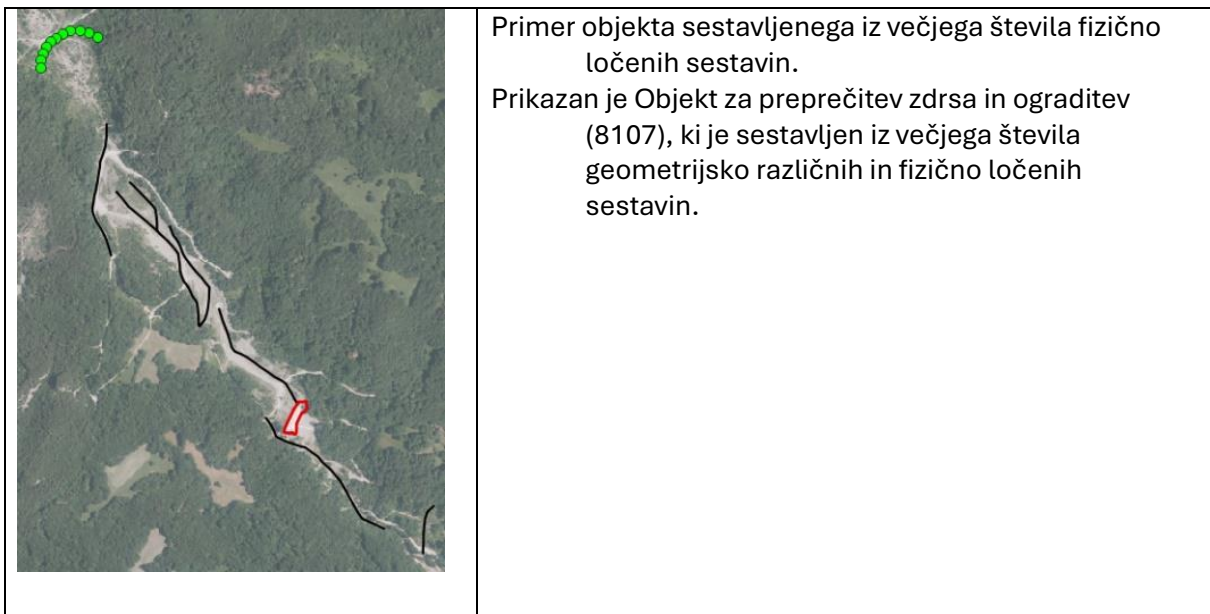 Primer objekta sestavljenega iz večjega števila fizično
ločenih sestavin.
Prikazan je Objekt za preprečitev zdrsa in ograditev
(8107), ki je sestavljen iz večjega števila
geometrijsko različnih in fizično ločenih
sestavin.